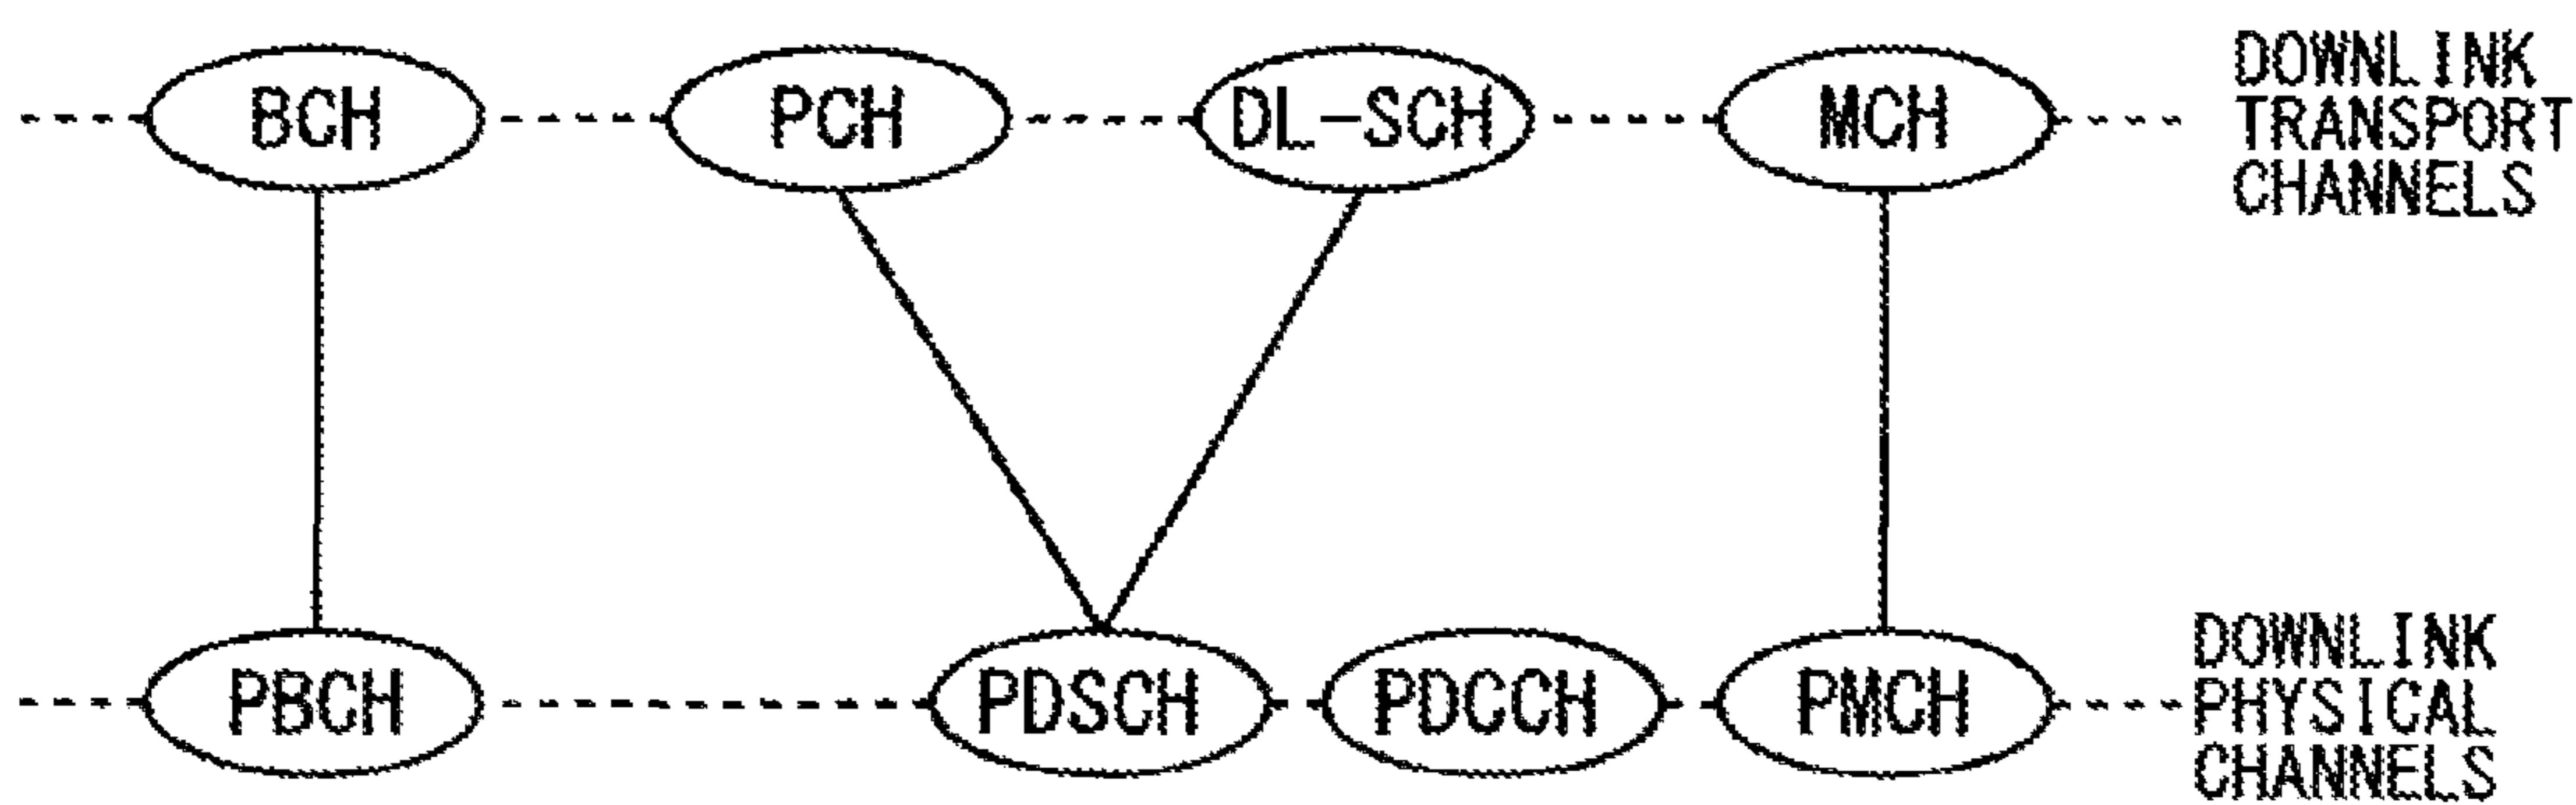 BCH
PCH
DL-SCH
MCH
DOWNLINK
TRANSPORT
CHANNELS
PBCH
PDSCH
PDCCH
PMCH
DOWNLINK
PHYSICAL
CHANNELS